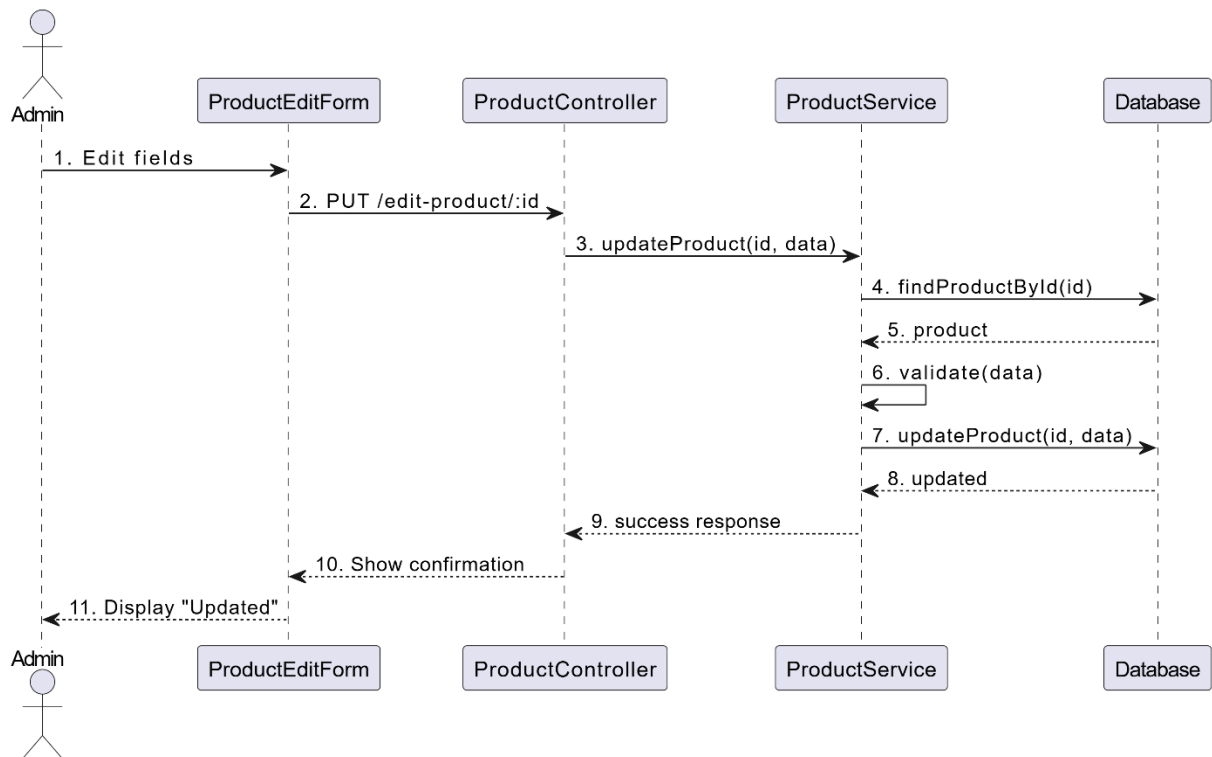 Admin
ProductEditForm
ProductController
ProductService
Database
1. Edit fields
2. PUT /edit-product/:id
3. updateProduct(id, data)
4. findProductById(id)
5. product
6. validate(data)
7. updateProduct(id, data)
8. updated
9. success response
10. Show confirmation
11. Display "Updated"
Admin
ProductEditForm
ProductController
ProductService
Database